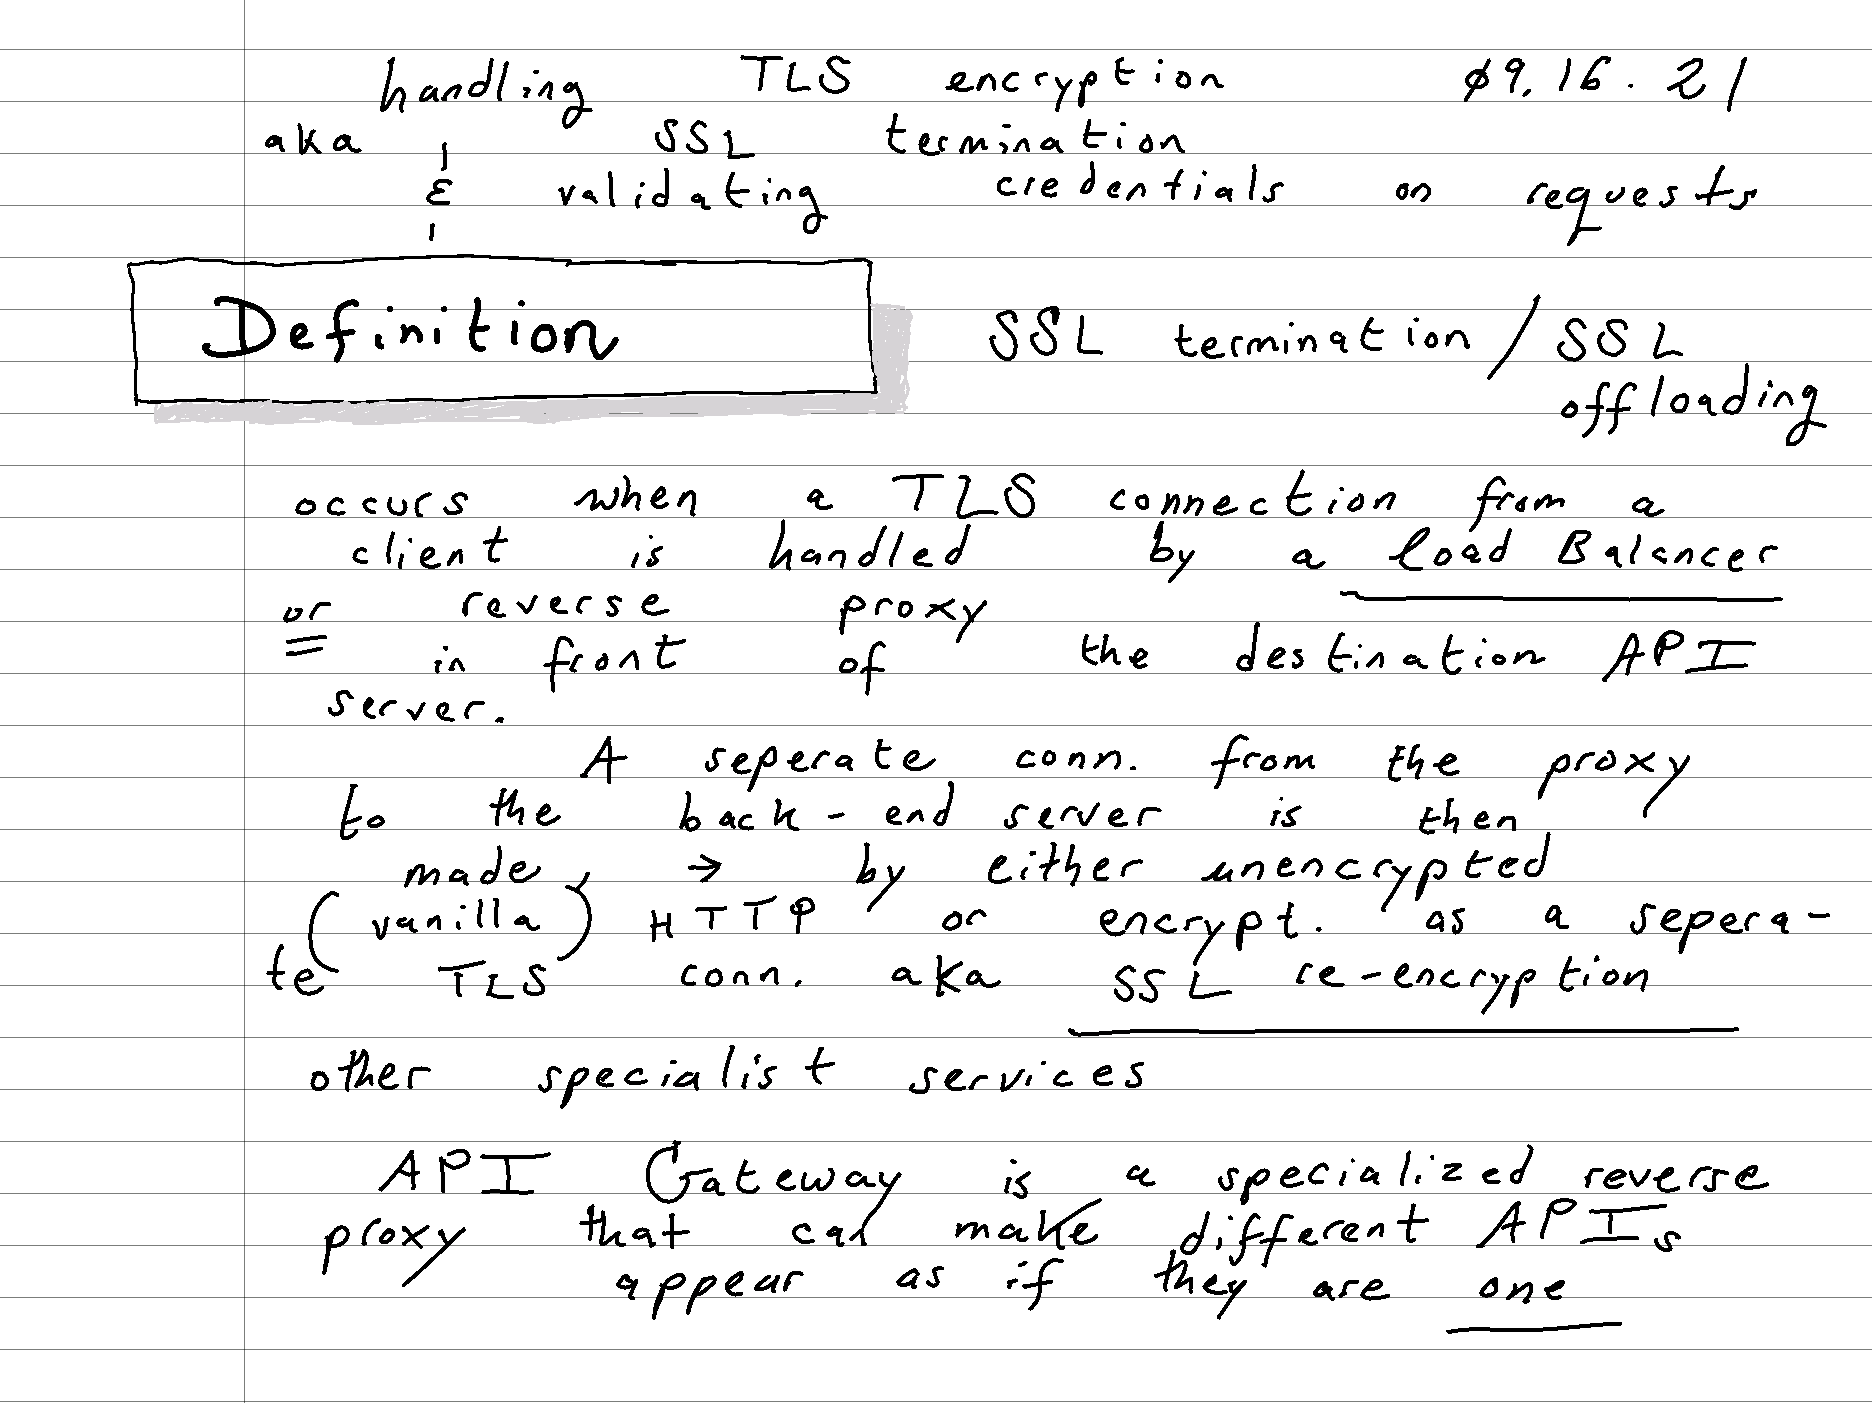 handling TLS encryption ø9.16.21
aka SSL termination
& validating credentials on requests
Definition SSL termination / SSL
offloading
occurs when a TLS connection from a
client is handled by a load Balancer
or reverse proxy
in front of the destination API
server.
A seperate conn. from the proxy
to the back-end server is then
made, → by either unencrypted
(vanilla) HTTP or encrypt. as a sepera-
te TLS conn. aka SSL re-encryption
other specialist services
API Gateway is a specialized reverse
proxy that can make different APIs
appear as if they are one